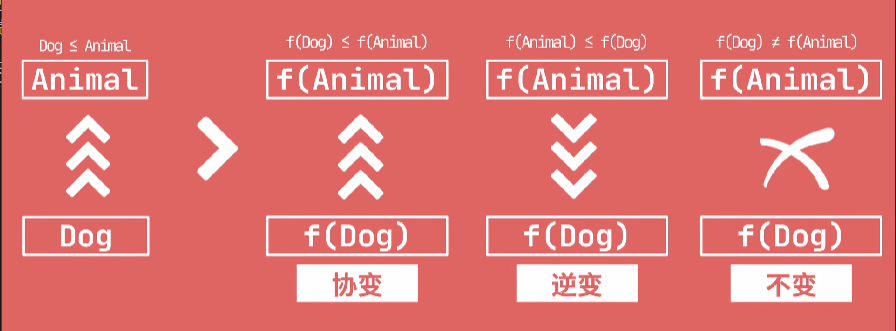 Dog ≤ Animal
Animal
Dog
f(Dog) ≤ f(Animal)
f(Animal)
f(Dog)
协变
f(Animal) ≤ f(Dog)
f(Animal)
f(Dog)
逆变
f(Dog) ≠ f(Animal)
f(Animal)
f(Dog)
不变